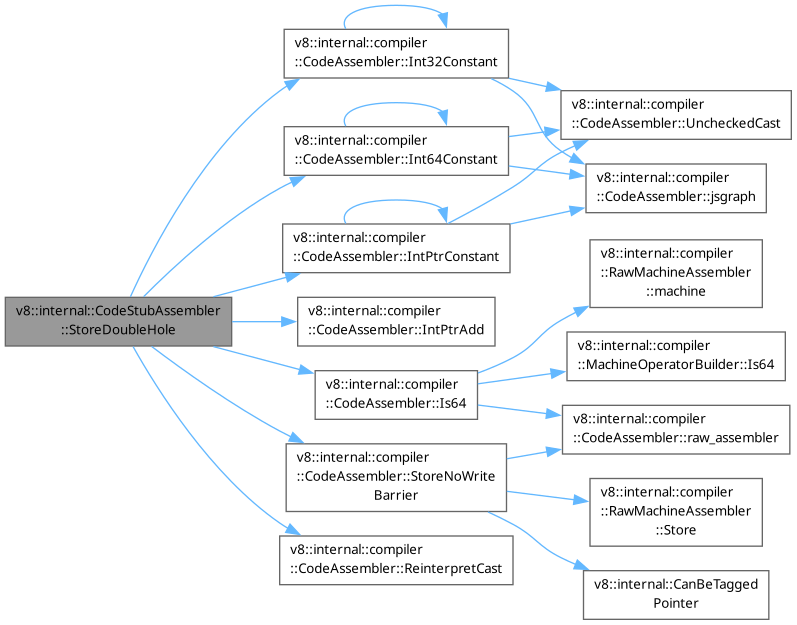 v8::internal::CodeStubAssembler
::StoreDoubleHole
v8::internal::compiler
::CodeAssembler::Int32Constant
v8::internal::compiler
::CodeAssembler::Int64Constant
v8::internal::compiler
::CodeAssembler::IntPtrConstant
v8::internal::compiler
::CodeAssembler::IntPtrAdd
v8::internal::compiler
::CodeAssembler::Is64
v8::internal::compiler
::CodeAssembler::StoreNoWrite
Barrier
v8::internal::compiler
::CodeAssembler::ReinterpretCast
v8::internal::compiler
::CodeAssembler::UncheckedCast
v8::internal::compiler
::CodeAssembler::jsgraph
v8::internal::compiler
::RawMachineAssembler
::machine
v8::internal::compiler
::MachineOperatorBuilder::Is64
v8::internal::compiler
::CodeAssembler::raw_assembler
v8::internal::compiler
::RawMachineAssembler
::Store
v8::internal::CanBeTagged
Pointer